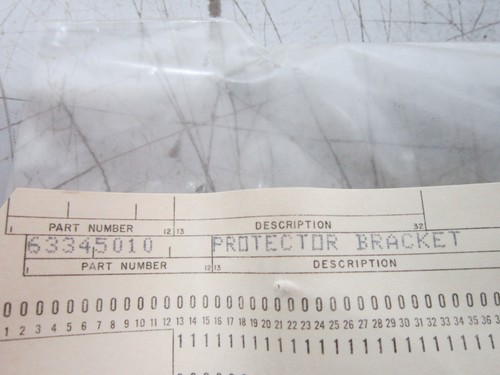 PART NUMBER 12 13 DESCRIPTION 32
63345010 PROTECTOR BRACKET
1 PART NUMBER 12 13 DESCRIPTION
0 0 0 0 0 0 0 0 0 0 0 0 0 0 0 0 0 0 0 0 0 0 0 0 0 0 0 0 0 0 0 0 0 0 0 0 0
1 2 3 4 5 6 7 8 9 10 11 12 13 14 15 16 17 18 19 20 21 22 23 24 25 26 27 28 29 30 31 32 33 34 35 36 3
1 1 1 1 1 1 1 1 1 1 1 1 1 1 1 1 1 1 1 1 1 1 1 1 1